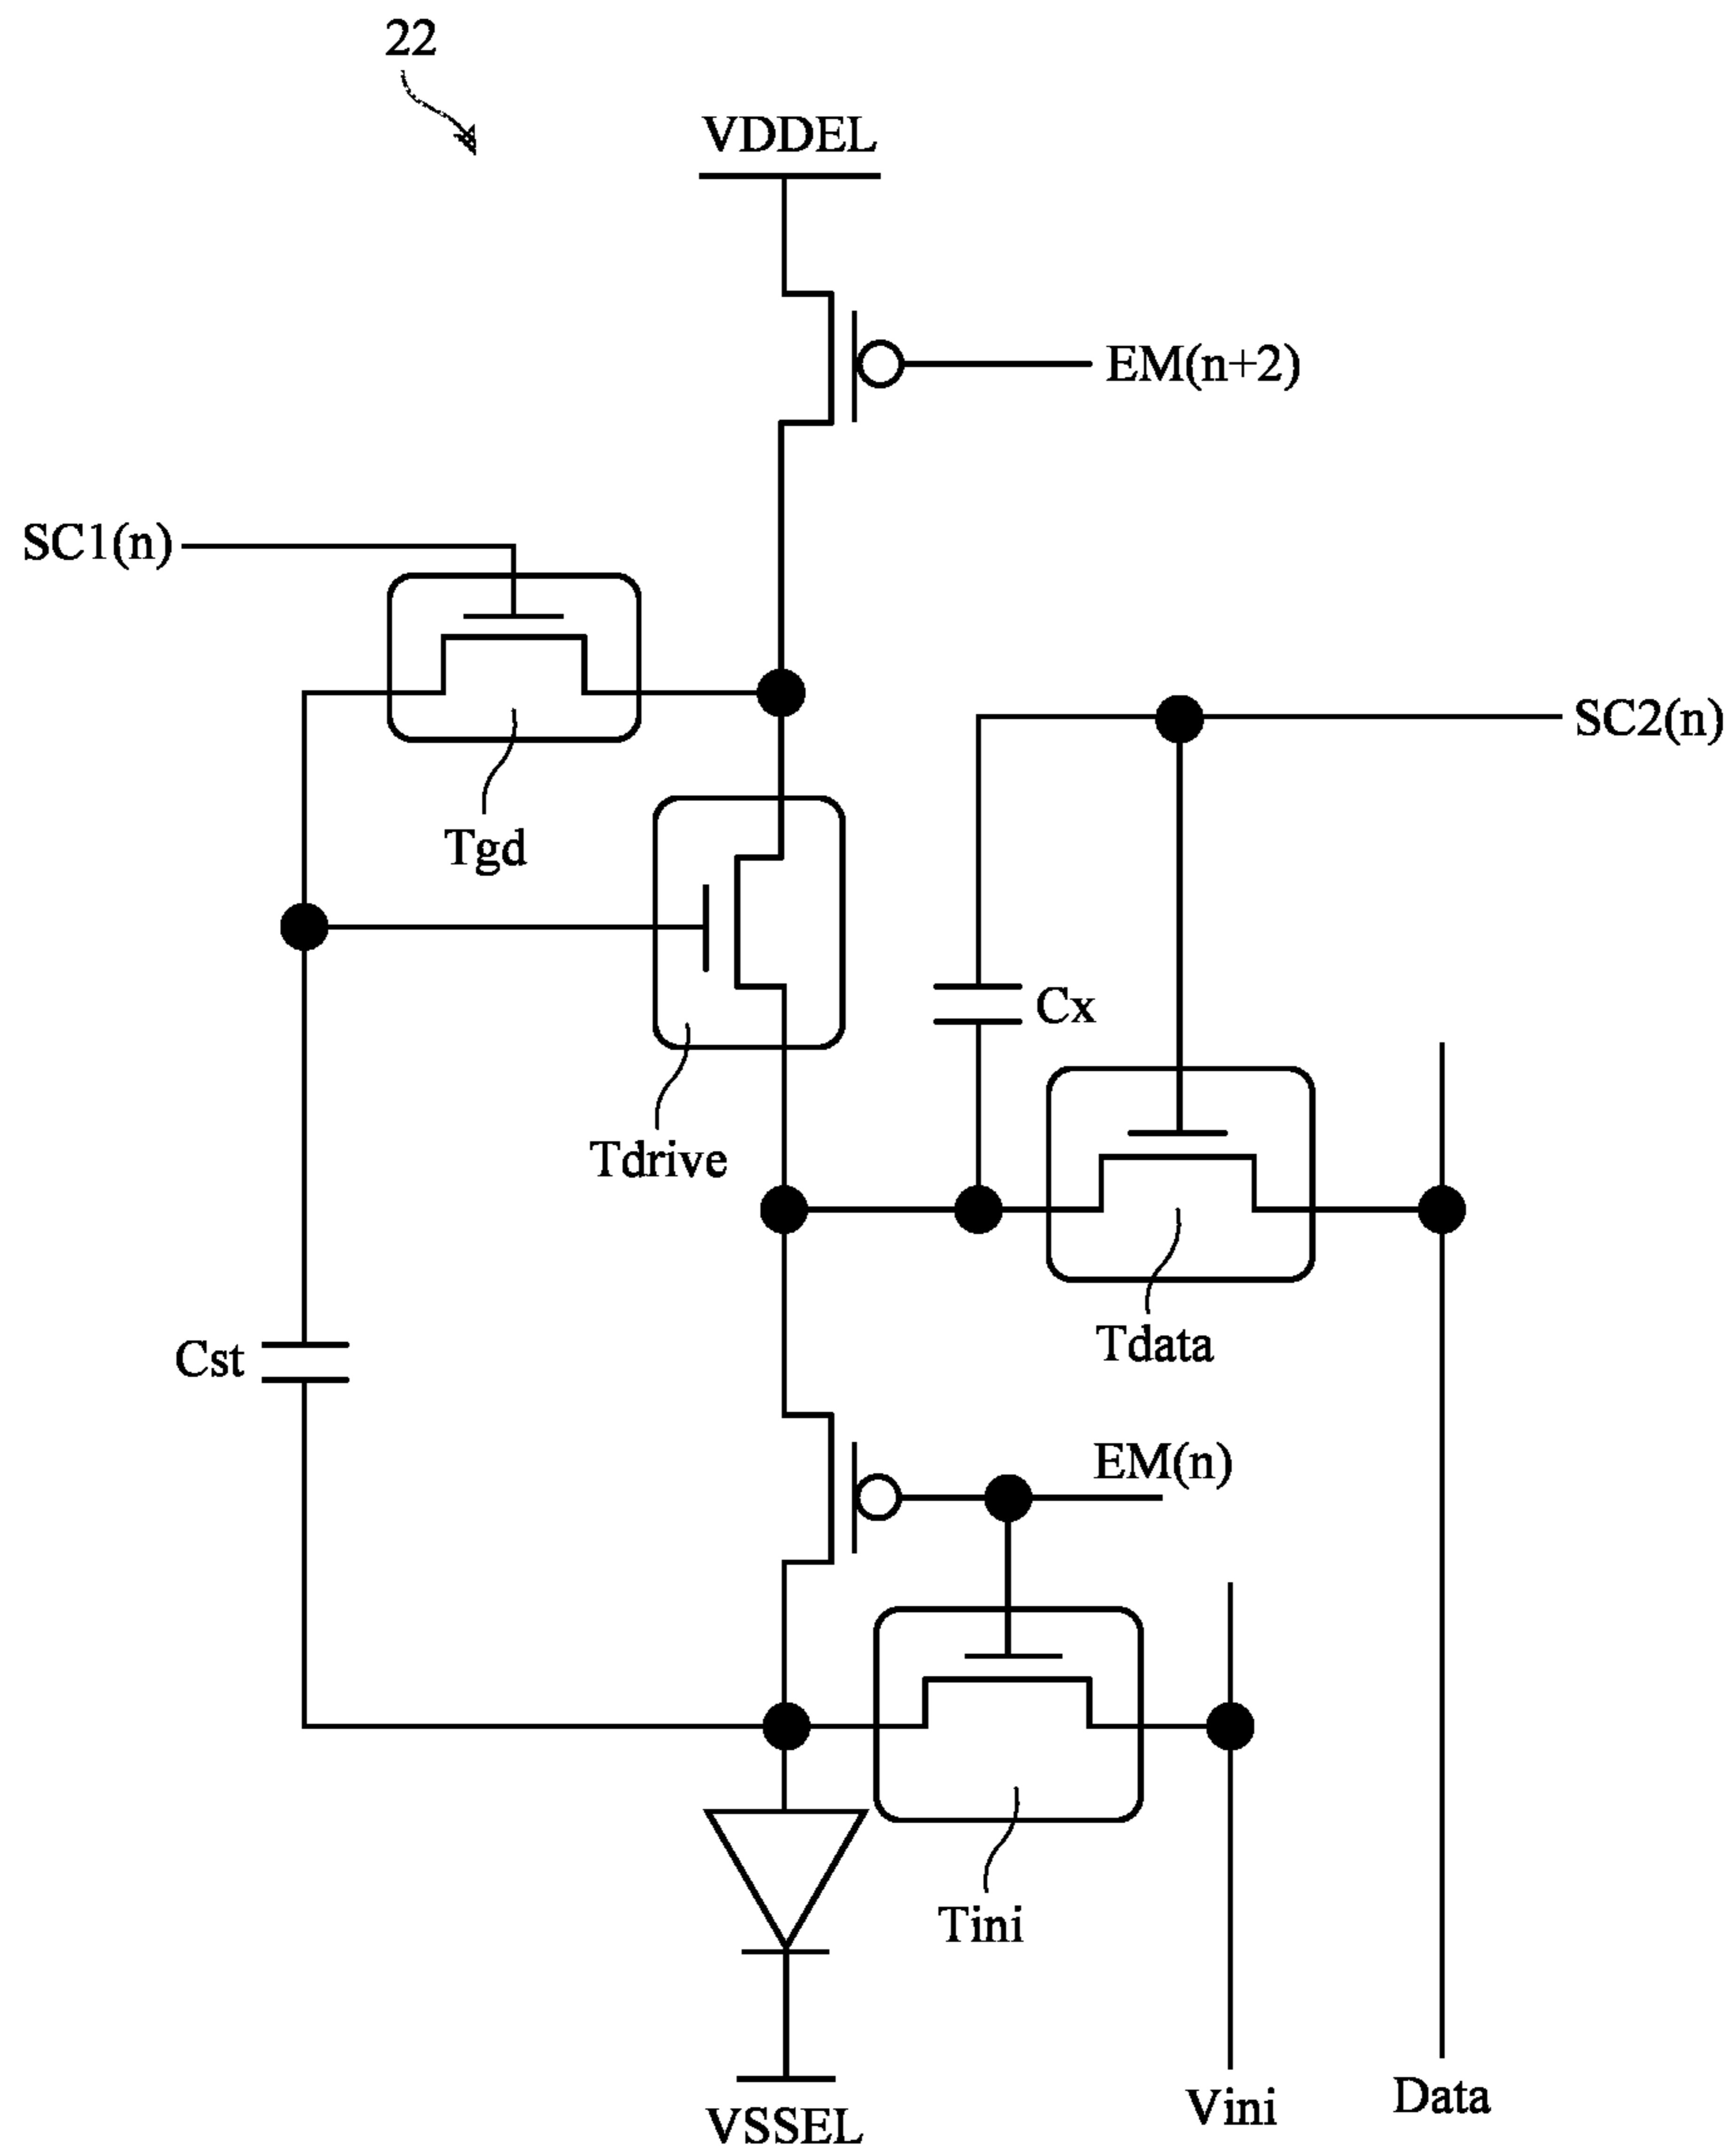 22
VDDEL
EM(n+2)
SC1(n)
SC2(n)
Tgd
Cx
Tdrive
Tdata
Cst
EM(n)
Tini
Vini
Data
VSSEL